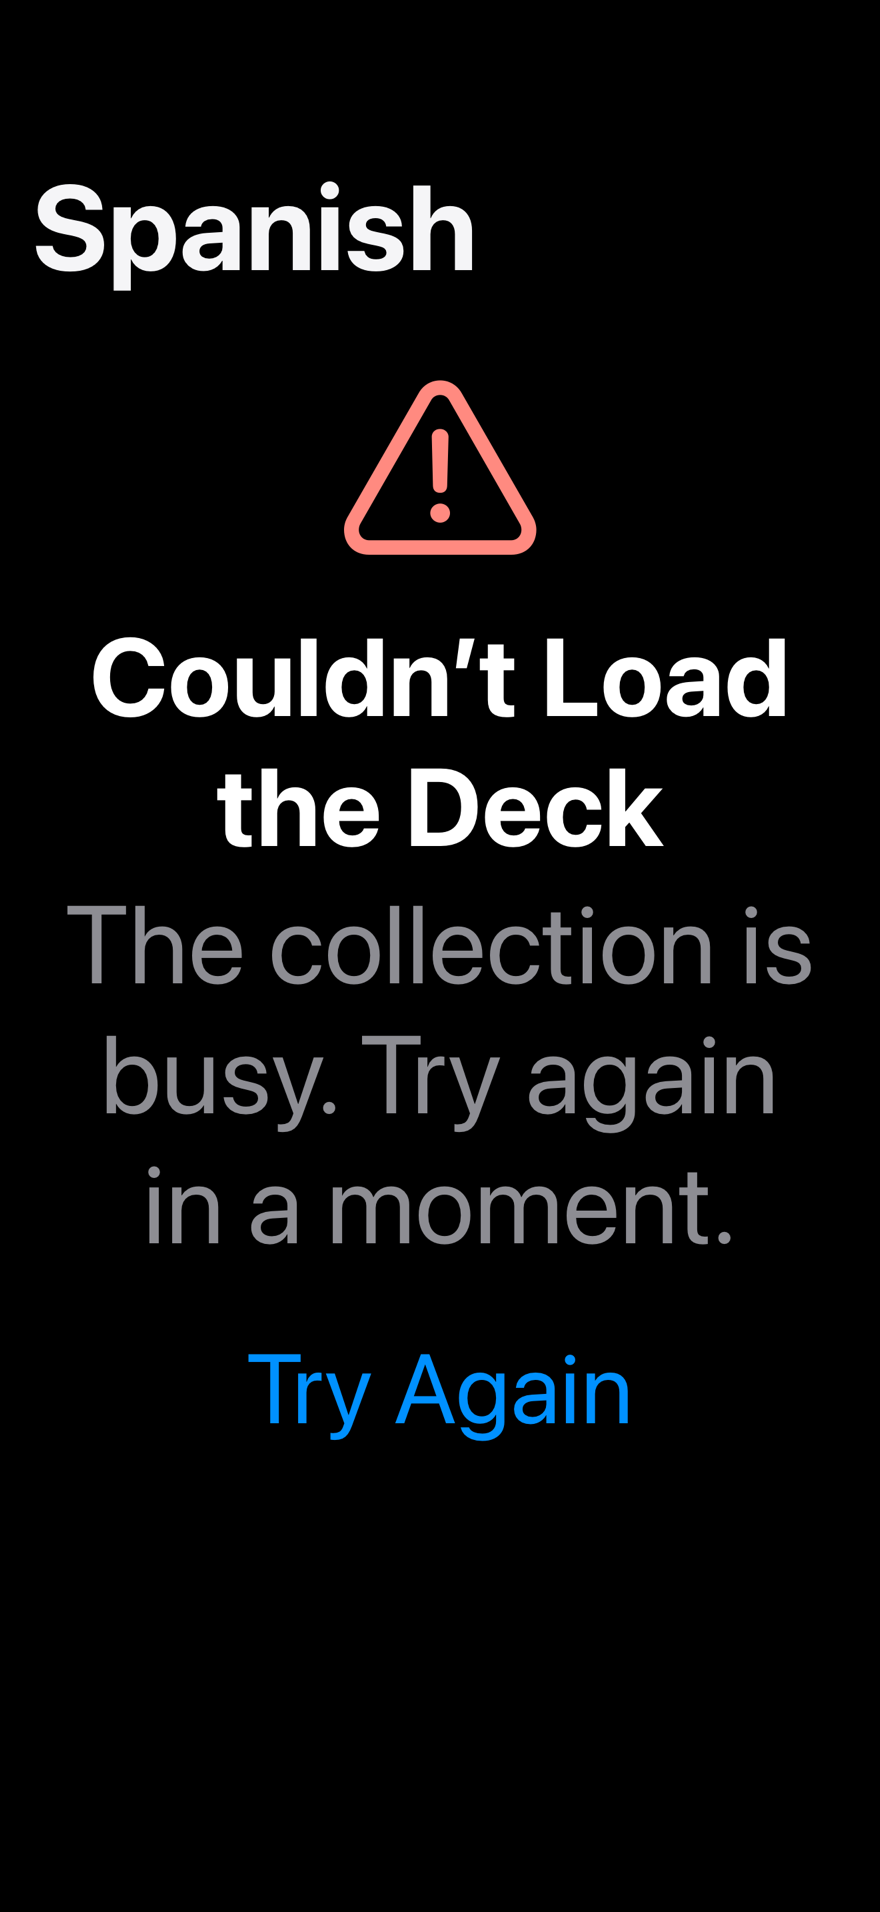 Spanish
Couldn’t Load
the Deck
The collection is
busy. Try again
in a moment.
Try Again